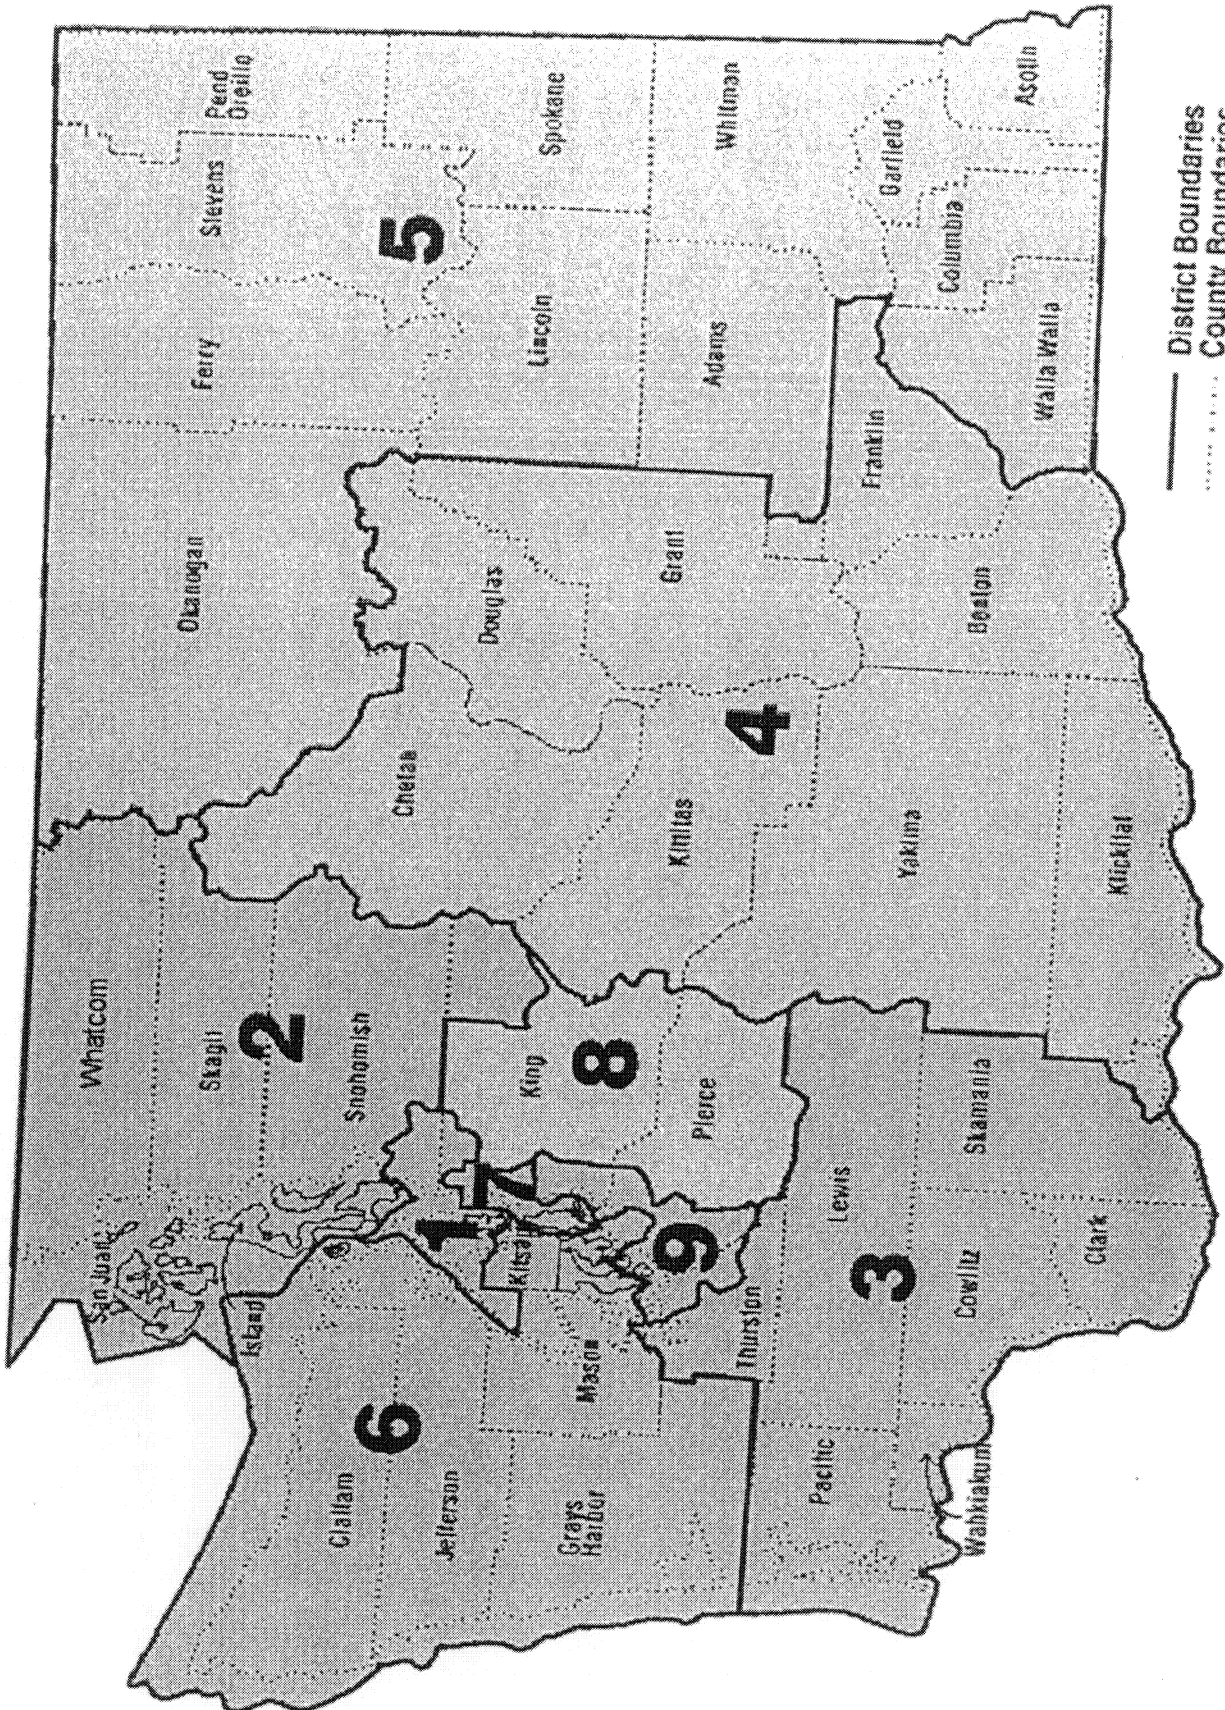 San Juan
Whatcom
Okanogan
Ferry
Stevens
Pend
Oreille
Island
Skagit
2
Clallam
Snohomish
6
Chelan
5
Jefferson
1
7
Kitsap
King
Douglas
Lincoln
Spokane
Grays
Harbor
Mason
8
9
Pierce
Kittitas
Grant
Adams
Whitman
Thurston
4
Pacific
Lewis
3
Yakima
Franklin
Garfield
Wahkiakum
Cowlitz
Skamania
Benton
Columbia
Walla Walla
Asotin
Clark
Klickitat
District Boundaries
County Boundaries